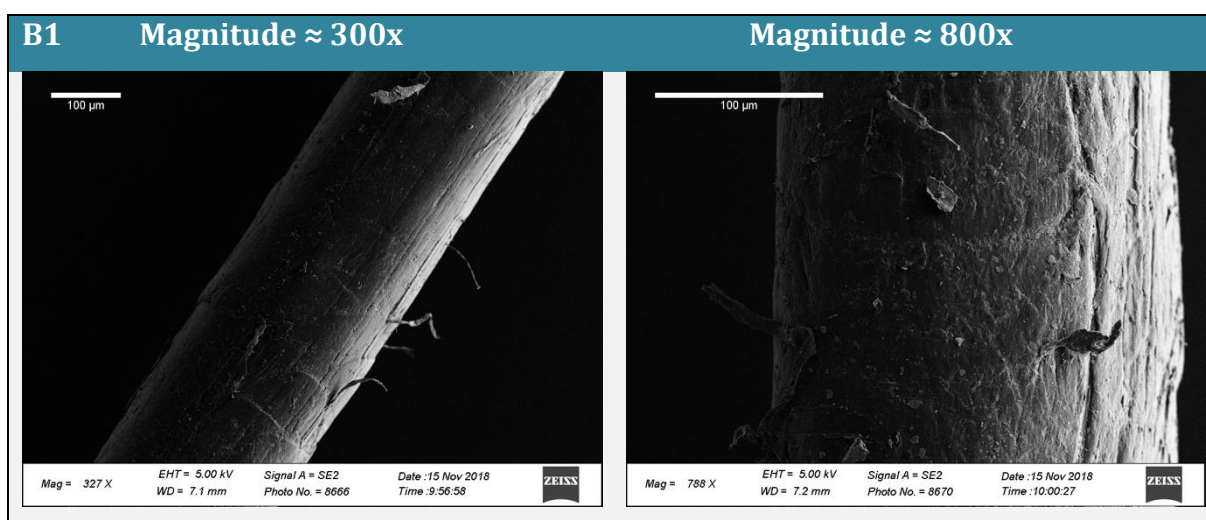 B1 Magnitude ≈ 300x Magnitude ≈ 800x
100 µm
Mag = 327 X
EHT = 5.00 kV
WD = 7.1 mm
Signal A = SE2
Photo No. = 8666
Date :15 Nov 2018
Time :9:56:58
ZEISS
100 µm
Mag = 788 X
EHT = 5.00 kV
WD = 7.2 mm
Signal A = SE2
Photo No. = 8670
Date :15 Nov 2018
Time :10:00:27
ZEISS